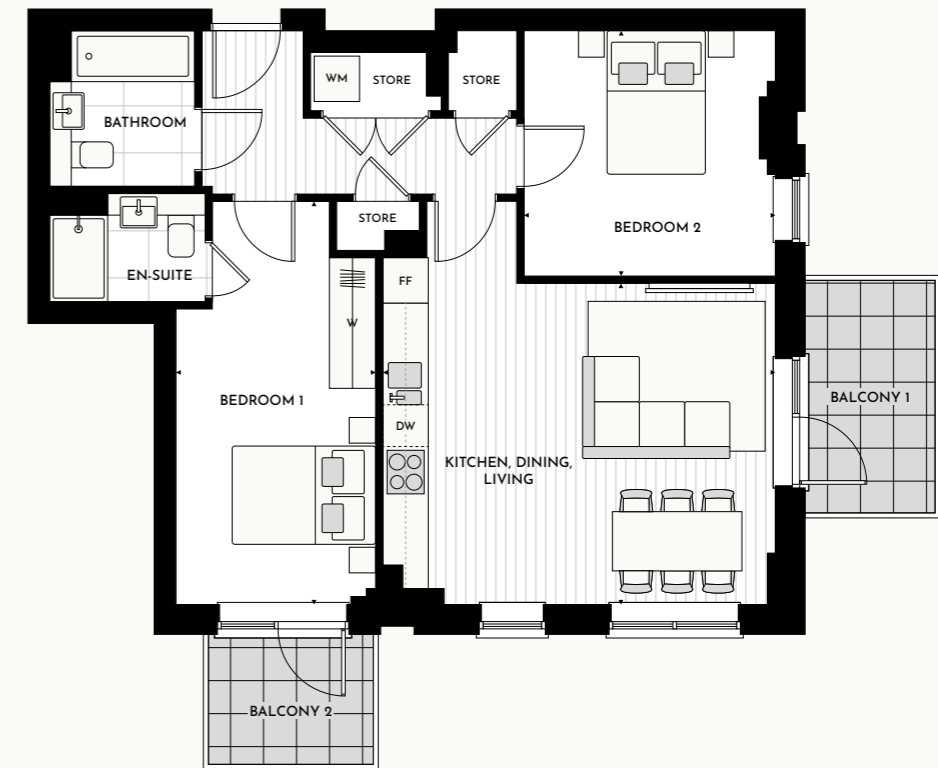 WM
STORE
STORE
BATHROOM
STORE
BEDROOM 2
EN-SUITE
FF
W
BEDROOM 1
BALCONY 1
DW
KITCHEN, DINING,
LIVING
BALCONY 2